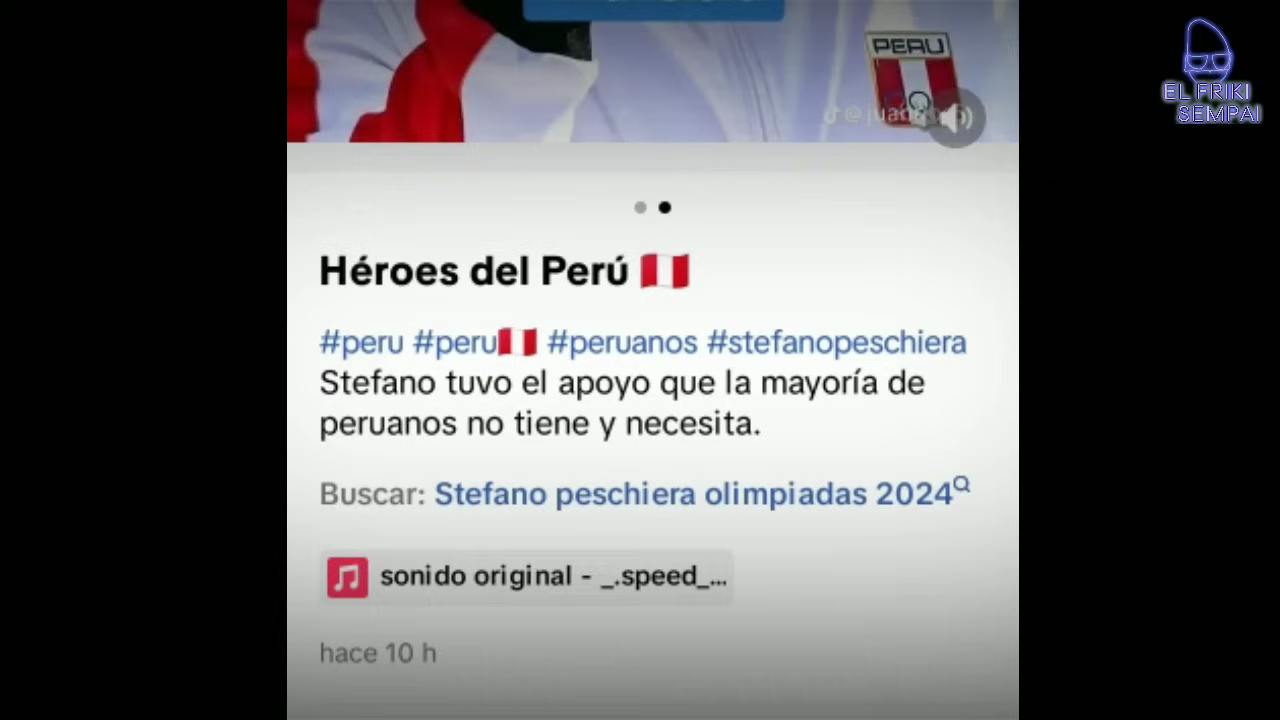 PERU
EL FRIKI
SEMPAI
Héroes del Perú 🇵🇪
#peru #peru🇵🇪 #peruanos #stefanopeschiera
Stefano tuvo el apoyo que la mayoría de
peruanos no tiene y necesita.
Buscar: Stefano peschiera olimpiadas 2024
sonido original - _.speed_...
hace 10 h